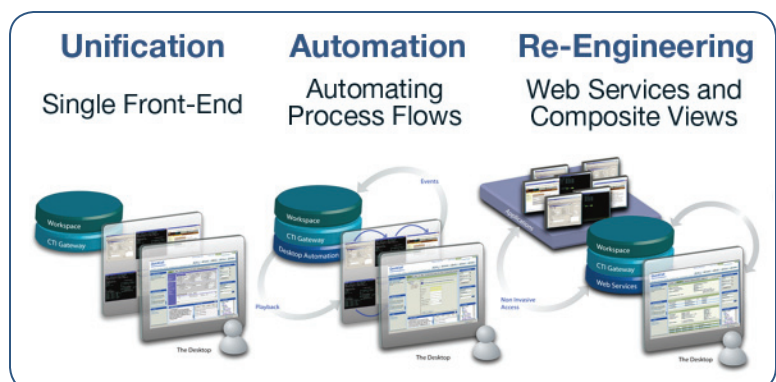 Unification
Single Front-End
Workspace
CTI Gateway
The Desktop
Automation
Automating
Process Flows
Events
Workspace
CTI Gateway
Desktop Automation
Playback
The Desktop
Re-Engineering
Web Services and
Composite Views
Applications
Workspace
CTI Gateway
Web Services
Non Invasive
Access
The Desktop